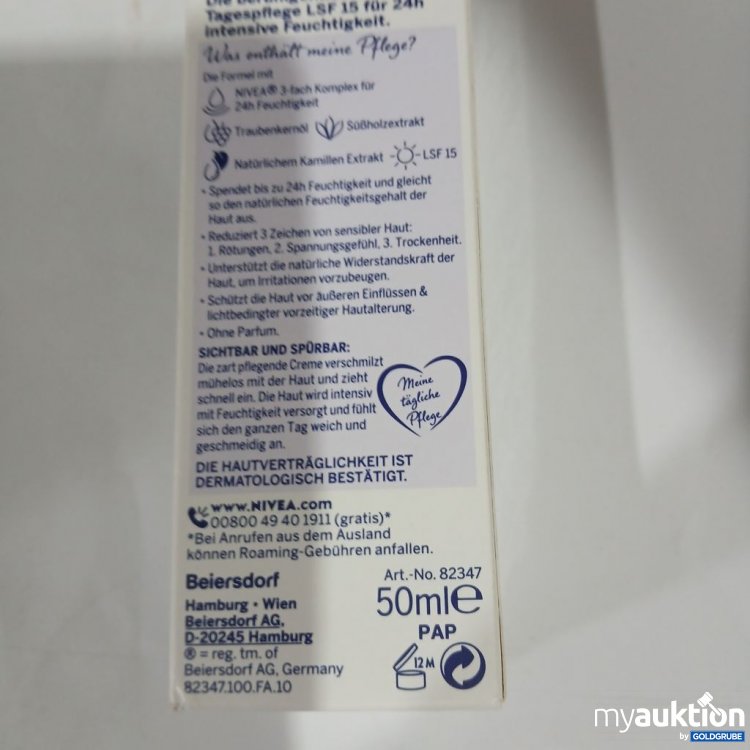 Tagespflege LSF 15 für 24h
intensive Feuchtigkeit.
Was enthält meine Pflege?
Die Formel mit
NIVEA® 3-fach Komplex für
24h Feuchtigkeit
Traubenkernöl Süßholzextrakt
Natürlichem Kamillen Extrakt LSF 15
• Spendet bis zu 24h Feuchtigkeit und gleicht
so den natürlichen Feuchtigkeitsgehalt der
Haut aus.
• Reduziert 3 Zeichen von sensibler Haut:
1. Rötungen, 2. Spannungsgefühl, 3. Trockenheit.
• Unterstützt die natürliche Widerstandskraft der
Haut, um Irritationen vorzubeugen.
• Schützt die Haut vor äußeren Einflüssen &
lichtbedingter vorzeitiger Hautalterung.
• Ohne Parfum.
SICHTBAR UND SPÜRBAR:
Die zart pflegende Creme verschmilzt
mühelos mit der Haut und zieht
schnell ein. Die Haut wird intensiv
mit Feuchtigkeit versorgt und fühlt
sich den ganzen Tag weich und
geschmeidig an.
Meine
tägliche
Pflege
DIE HAUTVERTRÄGLICHKEIT IST
DERMATOLOGISCH BESTÄTIGT.
www.NIVEA.com
00800 49 40 1911 (gratis)*
*Bei Anrufen aus dem Ausland
können Roaming-Gebühren anfallen.
Beiersdorf
Hamburg • Wien
Beiersdorf AG,
D-20245 Hamburg
® = reg. tm. of
Beiersdorf AG, Germany
82347.100.FA.10
Art.-No. 82347
50ml℮
PAP
12 M
myauktion
by GOLDGRUBE